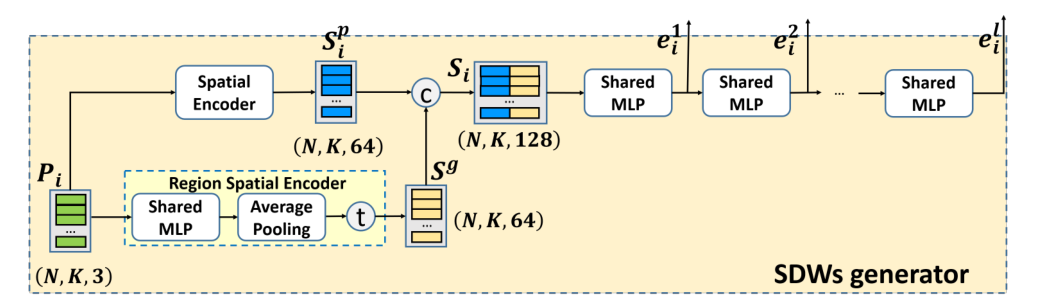 S_i^p
e_i^1
e_i^2
e_i^l
Spatial
Encoder
...
C
S_i
...
Shared
MLP
Shared
MLP
...
Shared
MLP
(N, K, 64)
(N, K, 128)
P_i
Region Spatial Encoder
S^g
...
Shared
MLP
Average
Pooling
t
...
(N, K, 64)
(N, K, 3)
SDWs generator